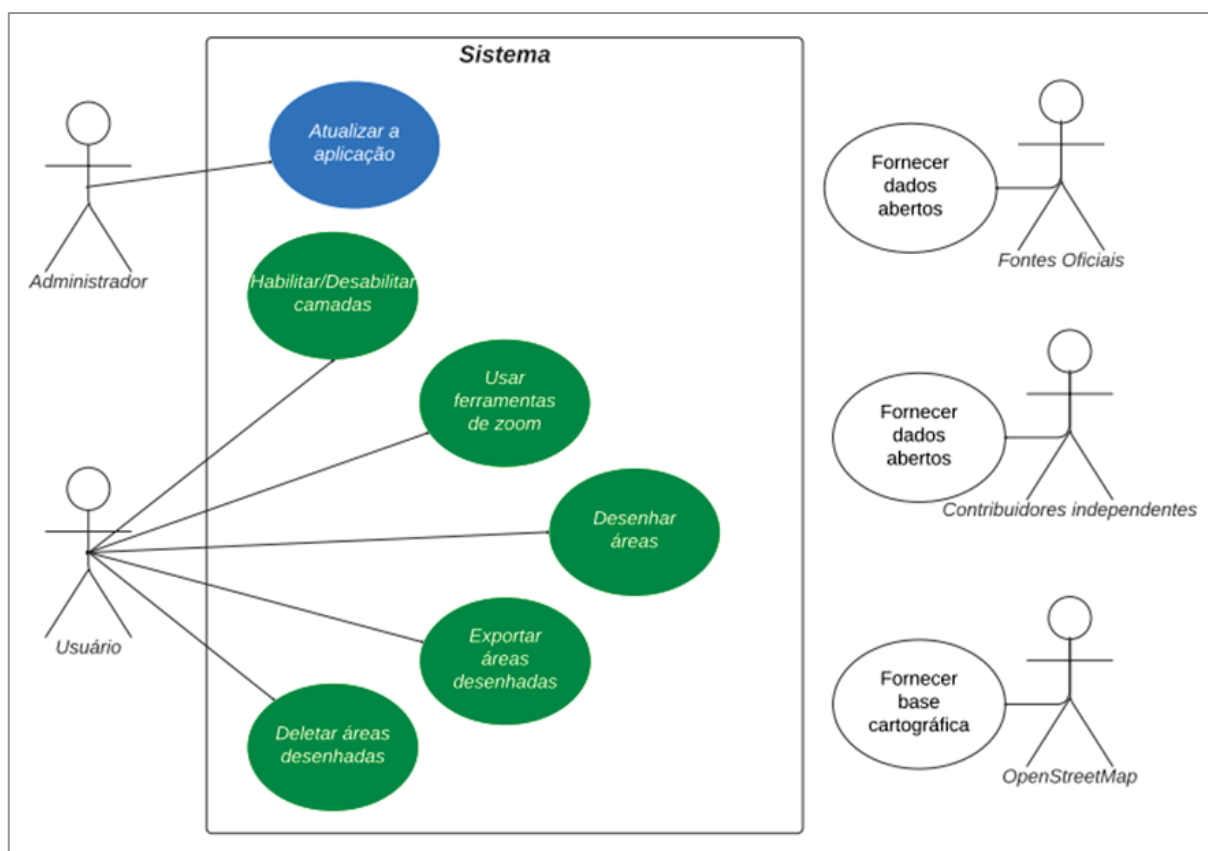 Sistema
Atualizar a
aplicação
Administrador
Habilitar/Desabilitar
camadas
Usar
ferramentas
de zoom
Desenhar
áreas
Usuário
Exportar
áreas
desenhadas
Deletar áreas
desenhadas
Fornecer
dados
abertos
Fontes Oficiais
Fornecer
dados
abertos
Contribuidores independentes
Fornecer
base
cartográfica
OpenStreetMap